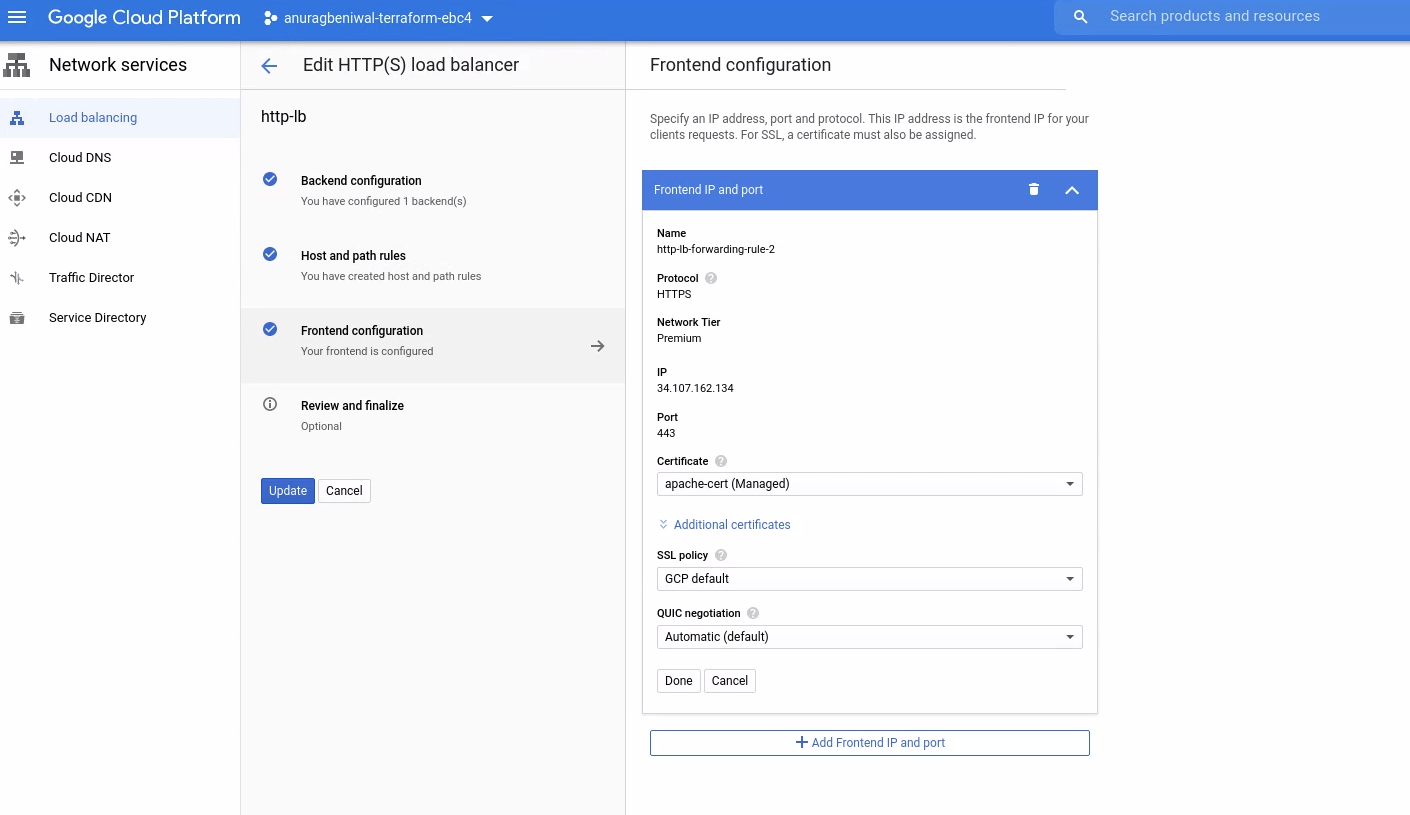 Google Cloud Platform
anuragbeniwal-terraform-ebc4
Search products and resources
Network services
Load balancing
Cloud DNS
Cloud CDN
Cloud NAT
Traffic Director
Service Directory
Edit HTTP(S) load balancer
http-lb
Backend configuration
You have configured 1 backend(s)
Host and path rules
You have created host and path rules
Frontend configuration
Your frontend is configured
Review and finalize
Optional
Update
Cancel
Frontend configuration
Specify an IP address, port and protocol. This IP address is the frontend IP for your
clients requests. For SSL, a certificate must also be assigned.
Frontend IP and port
Name
http-lb-forwarding-rule-2
Protocol
HTTPS
Network Tier
Premium
IP
34.107.162.134
Port
443
Certificate
apache-cert (Managed)
Additional certificates
SSL policy
GCP default
QUIC negotiation
Automatic (default)
Done
Cancel
Add Frontend IP and port